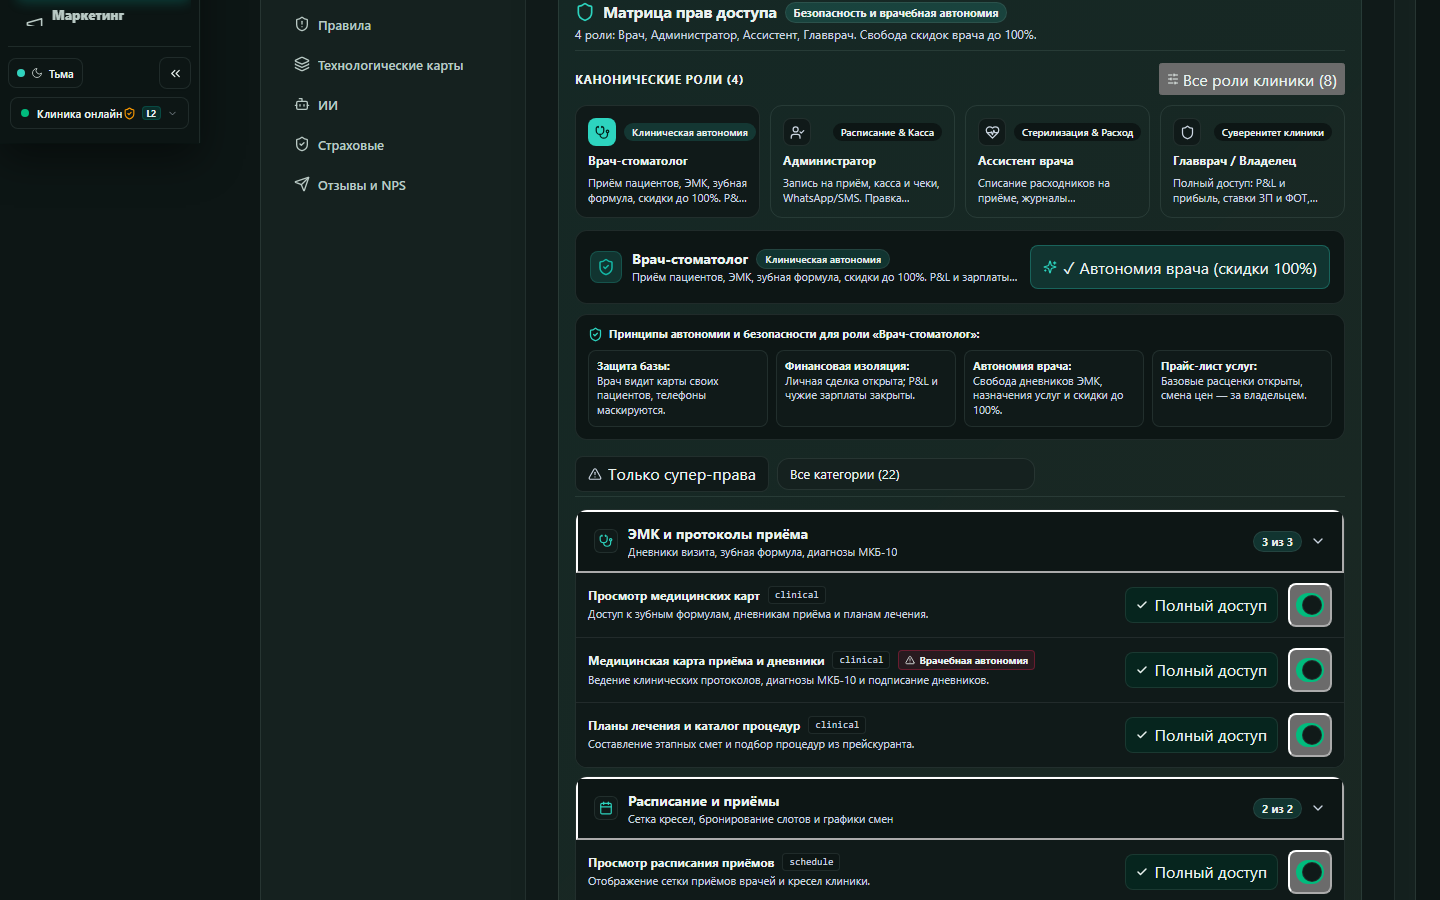 Маркетинг
Тьма
Клиника онлайн L2
Правила
Технологические карты
ИИ
Страховые
Отзывы и NPS
Матрица прав доступа Безопасность и врачебная автономия
4 роли: Врач, Администратор, Ассистент, Главврач. Свобода скидок врача до 100%.
КАНОНИЧЕСКИЕ РОЛИ (4)
Все роли клиники (8)
Клиническая автономия
Врач-стоматолог
Приём пациентов, ЭМК, зубная
формула, скидки до 100%. P&...
Расписание & Касса
Администратор
Запись на приём, касса и чеки,
WhatsApp/SMS. Правка...
Стерилизация & Расход
Ассистент врача
Списание расходников на
приёме, журналы...
Суверенитет клиники
Главврач / Владелец
Полный доступ: P&L и
прибыль, ставки ЗП и ФОТ,...
Врач-стоматолог Клиническая автономия
Приём пациентов, ЭМК, зубная формула, скидки до 100%. P&L и зарплаты...
✓ Автономия врача (скидки 100%)
Принципы автономии и безопасности для роли «Врач-стоматолог»:
Защита базы:
Врач видит карты своих
пациентов, телефоны
маскируются.
Финансовая изоляция:
Личная сделка открыта; P&L и
чужие зарплаты закрыты.
Автономия врача:
Свобода дневников ЭМК,
назначения услуг и скидки до
100%.
Прайс-лист услуг:
Базовые расценки открыты,
смена цен — за владельцем.
Только супер-права
Все категории (22)
ЭМК и протоколы приёма
Дневники визита, зубная формула, диагнозы МКБ-10
3 из 3
Просмотр медицинских карт clinical
Доступ к зубным формулам, дневникам приёма и планам лечения.
Полный доступ
Медицинская карта приёма и дневники clinical Врачебная автономия
Ведение клинических протоколов, диагнозы МКБ-10 и подписание дневников.
Полный доступ
Планы лечения и каталог процедур clinical
Составление этапных смет и подбор процедур из прейскуранта.
Полный доступ
Расписание и приёмы
Сетка кресел, бронирование слотов и графики смен
2 из 2
Просмотр расписания приёмов schedule
Отображение сетки приёмов врачей и кресел клиники.
Полный доступ